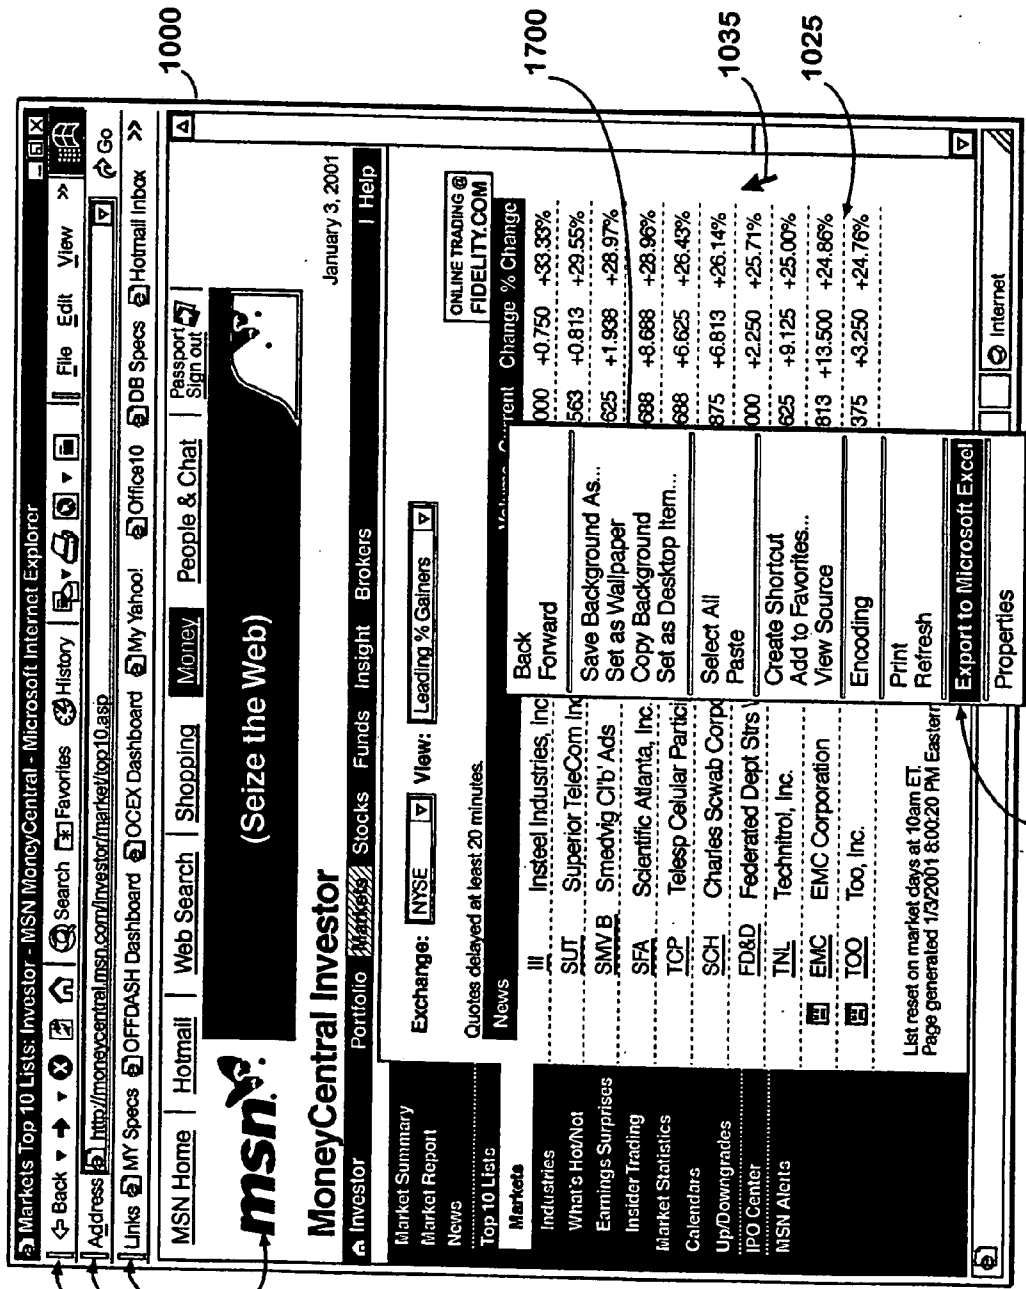 Markets Top 10 Lists: Investor - MSN MoncyCentral - Microsoft Internet Explorer
Back Search Favorites History File Edit View >>
Address http://moneycentral.msn.com/investor/market/top10.asp Go
Links MY Specs OFFDASH Dashboard OCEX Dashboard My Yahoo! Office10 DB Specs Hotmail Inbox >>
1000
MSN Home Hotmail Web Search Shopping Money People & Chat Passport Sign out
msn. (Seize the Web)
MoneyCentral Investor January 3, 2001
Investor Portfolio Markets Stocks Funds Insight Brokers Help
Market Summary
Market Report
News
Top 10 Lists
Markets
Industries
What's Hot/Not
Earnings Surprises
Insider Trading
Market Statistics
Calendars
Up/Downgrades
IPO Center
MSN Alerts
Exchange: NYSE View: Leading % Gainers
ONLINE TRADING @
FIDELITY.COM
Quotes delayed at least 20 minutes.
News Change % Change
III Insteel Industries, Inc 000 +0.750 +33.33%
SUT Superior TeleCom Inc 563 +0.813 +29.55%
SMV B Smedvig Cl'b' Ads 625 +1.938 +28.97%
SFA Scientific Atlanta, Inc. 688 +8.688 +28.96%
TCP Telesp Celular Partici 688 +6.625 +26.43%
SCH Charles Scwab Corpo 875 +6.813 +26.14%
FD&D Federated Dept Strs 000 +2.250 +25.71%
TNL Technitrol, Inc. 625 +9.125 +25.00%
EMC EMC Corporation 813 +13.500 +24.86%
TOO Too, Inc. 375 +3.250 +24.76%
List reset on market days at 10am ET.
Page generated 1/3/2001 8:00:20 PM Eastern
1700
1035
1025
Back
Forward
Save Background As...
Set as Wallpaper
Copy Background
Set as Desktop Item...
Select All
Paste
Create Shortcut
Add to Favorites...
View Source
Encoding
Print
Refresh
Export to Microsoft Excel
Properties
Internet